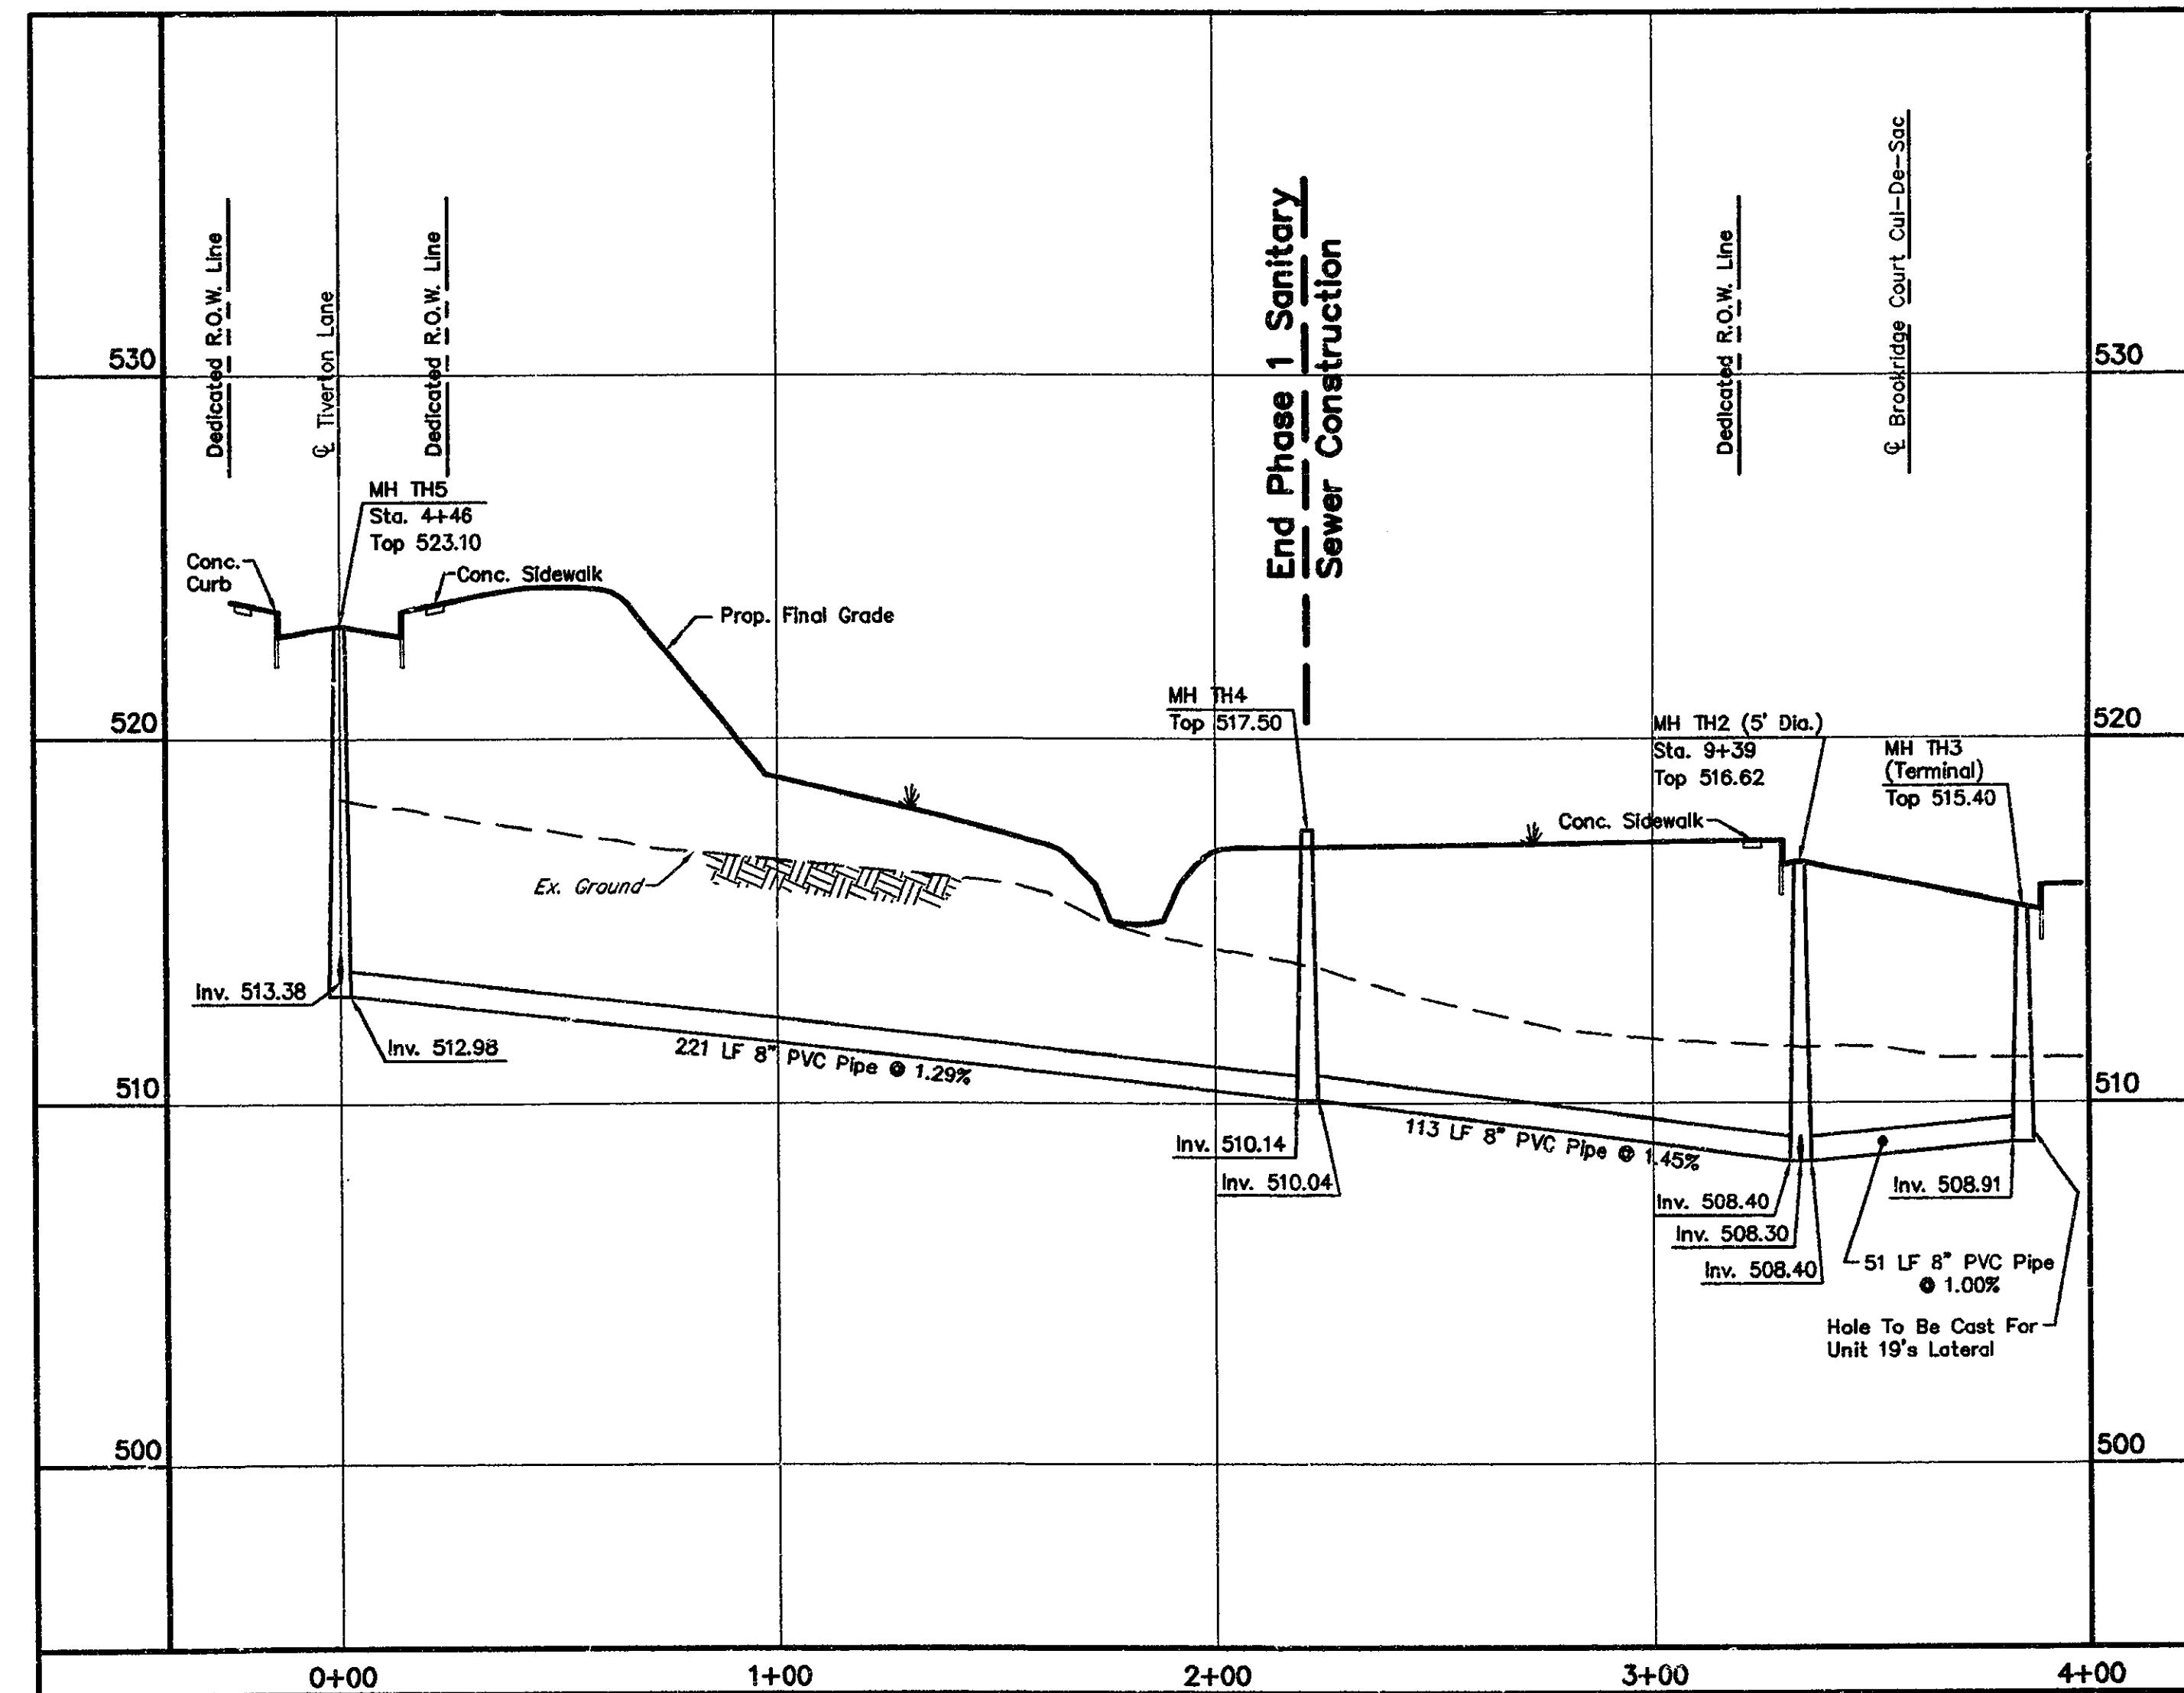 Dedicated R.O.W. Line
℄ Tiverton Lane
Dedicated R.O.W. Line
End Phase 1 Sanitary
Sewer Construction
Dedicated R.O.W. Line
℄ Brookridge Court Cul-De-Sac
530
530
MH TH5
Sta. 4+46
Top 523.10
Conc.
Curb
Conc. Sidewalk
Prop. Final Grade
MH TH4
Top 517.50
520
520
MH TH2 (5' Dia.)
Sta. 9+39
Top 516.62
MH TH3
(Terminal)
Top 515.40
Conc. Sidewalk
Ex. Ground
Inv. 513.38
Inv. 512.98
221 LF 8" PVC Pipe @ 1.29%
510
510
Inv. 510.14
Inv. 510.04
113 LF 8" PVC Pipe @ 1.45%
Inv. 508.40
Inv. 508.30
Inv. 508.40
Inv. 508.91
51 LF 8" PVC Pipe
@ 1.00%
Hole To Be Cast For
Unit 19's Lateral
500
500
0+00
1+00
2+00
3+00
4+00